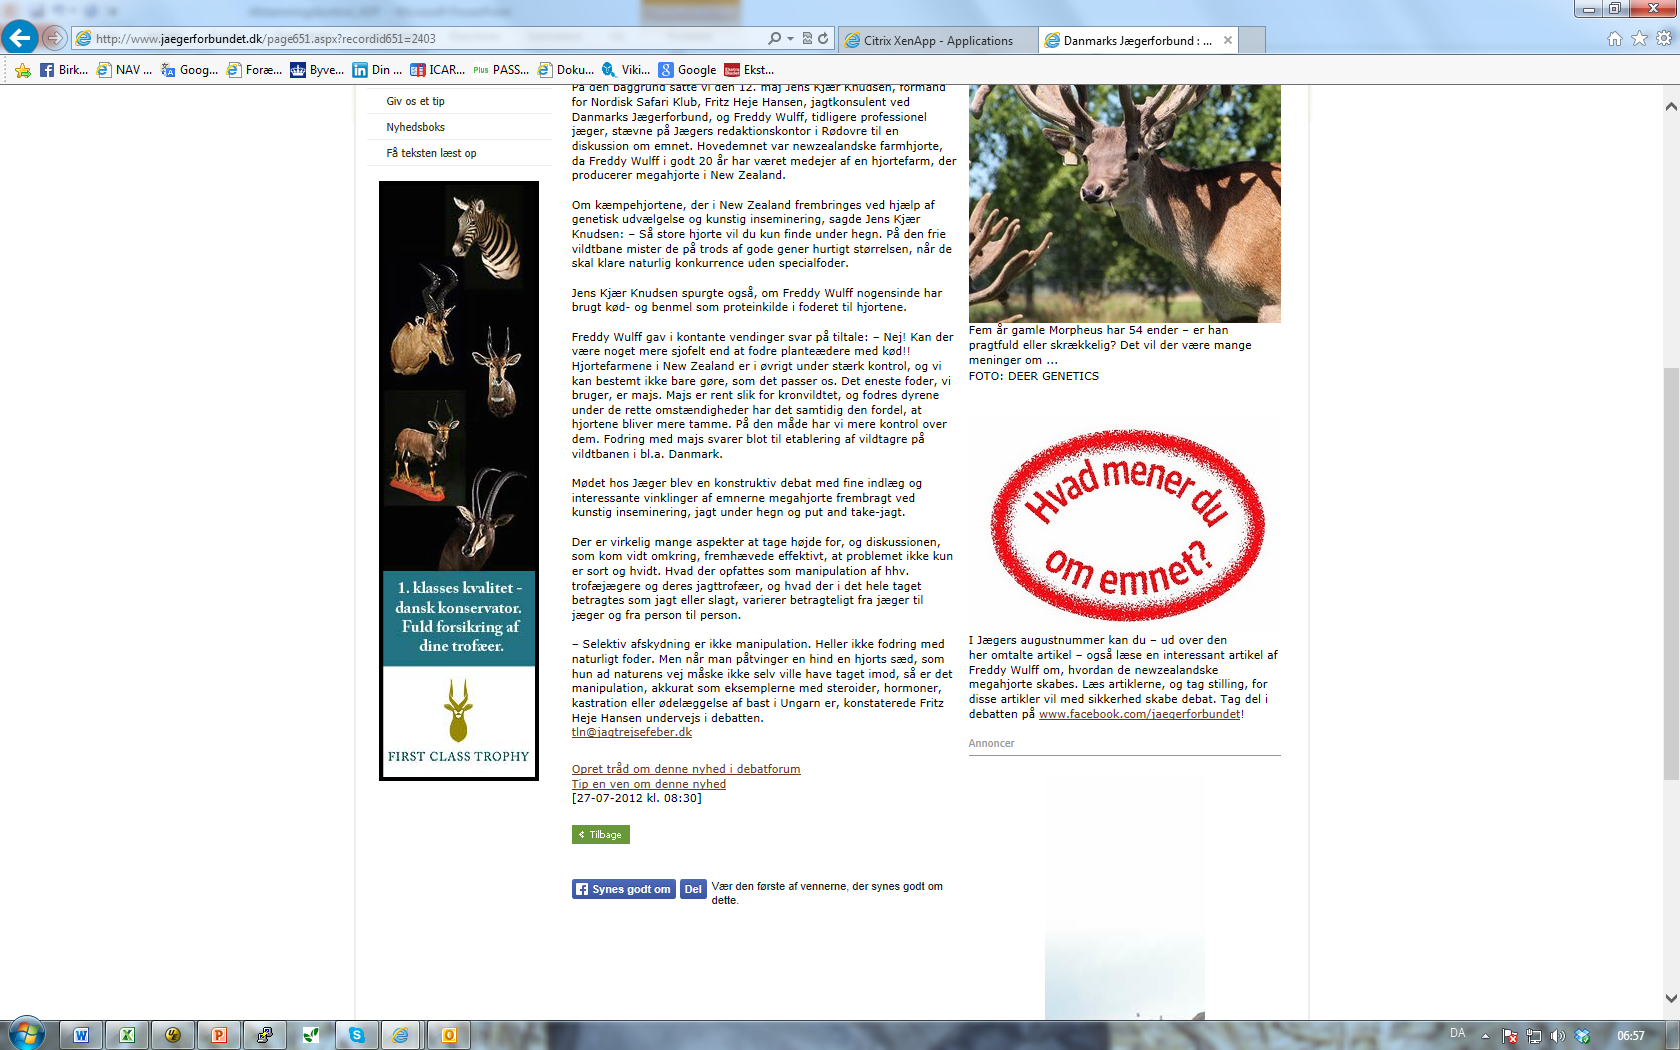 http://www.jaegerforbundet.dk/page651.aspx?recordid651=2403
Citrix XenApp - Applications
Danmarks Jægerforbund : ...
Birk...
NAV ...
Goog...
Foræ...
Byve...
Din ...
ICAR...
Plus PASS...
Doku...
Viki...
Google
Ekst...
Giv os et tip
Nyhedsboks
Få teksten læst op
1. klasses kvalitet -
dansk konservator.
Fuld forsikring af
dine trofæer.
FIRST CLASS TROPHY
På den baggrund satte vi den 12. maj Jens Kjær Knudsen, formand
for Nordisk Safari Klub, Fritz Heje Hansen, jagtkonsulent ved
Danmarks Jægerforbund, og Freddy Wulff, tidligere professionel
jæger, stævne på Jægers redaktionskontor i Rødovre til en
diskussion om emnet. Hovedemnet var newzealandske farmhjorte,
da Freddy Wulff i godt 20 år har været medejer af en hjortefarm, der
producerer megahjorte i New Zealand.
Om kæmpehjortene, der i New Zealand frembringes ved hjælp af
genetisk udvælgelse og kunstig inseminering, sagde Jens Kjær
Knudsen: – Så store hjorte vil du kun finde under hegn. På den frie
vildtbane mister de på trods af gode gener hurtigt størrelsen, når de
skal klare naturlig konkurrence uden specialfoder.
Jens Kjær Knudsen spurgte også, om Freddy Wulff nogensinde har
brugt kød- og benmel som proteinkilde i foderet til hjortene.
Freddy Wulff gav i kontante vendinger svar på tiltale: – Nej! Kan der
være noget mere sjofelt end at fodre planteædere med kød!!
Hjortefarmene i New Zealand er i øvrigt under stærk kontrol, og vi
kan bestemt ikke bare gøre, som det passer os. Det eneste foder, vi
bruger, er majs. Majs er rent slik for kronvildtet, og fodres dyrene
under de rette omstændigheder har det samtidig den fordel, at
hjortene bliver mere tamme. På den måde har vi mere kontrol over
dem. Fodring med majs svarer blot til etablering af vildtagre på
vildtbanen i bl.a. Danmark.
Mødet hos Jæger blev en konstruktiv debat med fine indlæg og
interessante vinklinger af emnerne megahjorte frembragt ved
kunstig inseminering, jagt under hegn og put and take-jagt.
Der er virkelig mange aspekter at tage højde for, og diskussionen,
som kom vidt omkring, fremhævede effektivt, at problemet ikke kun
er sort og hvidt. Hvad der opfattes som manipulation af hhv.
trofæjægere og deres jagttrofæer, og hvad der i det hele taget
betragtes som jagt eller slagt, varierer betragteligt fra jæger til
jæger og fra person til person.
– Selektiv afskydning er ikke manipulation. Heller ikke fodring med
naturligt foder. Men når man påtvinger en hind en hjorts sæd, som
hun ad naturens vej måske ikke selv ville have taget imod, så er det
manipulation, akkurat som eksemplerne med steroider, hormoner,
kastration eller ødelæggelse af bast i Ungarn er, konstaterede Fritz
Heje Hansen undervejs i debatten.
tln@jagtrejsefeber.dk
Opret tråd om denne nyhed i debatforum
Tip en ven om denne nyhed
[27-07-2012 kl. 08:30]
Tilbage
Synes godt om
Del
Vær den første af vennerne, der synes godt om
dette.
Fem år gamle Morpheus har 54 ender – er han
pragtfuld eller skrækkelig? Det vil der være mange
meninger om ...
FOTO: DEER GENETICS
Hvad mener du
om emnet?
I Jægers augustnummer kan du – ud over den
her omtalte artikel – også læse en interessant artikel af
Freddy Wulff om, hvordan de newzealandske
megahjorte skabes. Læs artiklerne, og tag stilling, for
disse artikler vil med sikkerhed skabe debat. Tag del i
debatten på www.facebook.com/jaegerforbundet!
Annoncer
DA
06:57